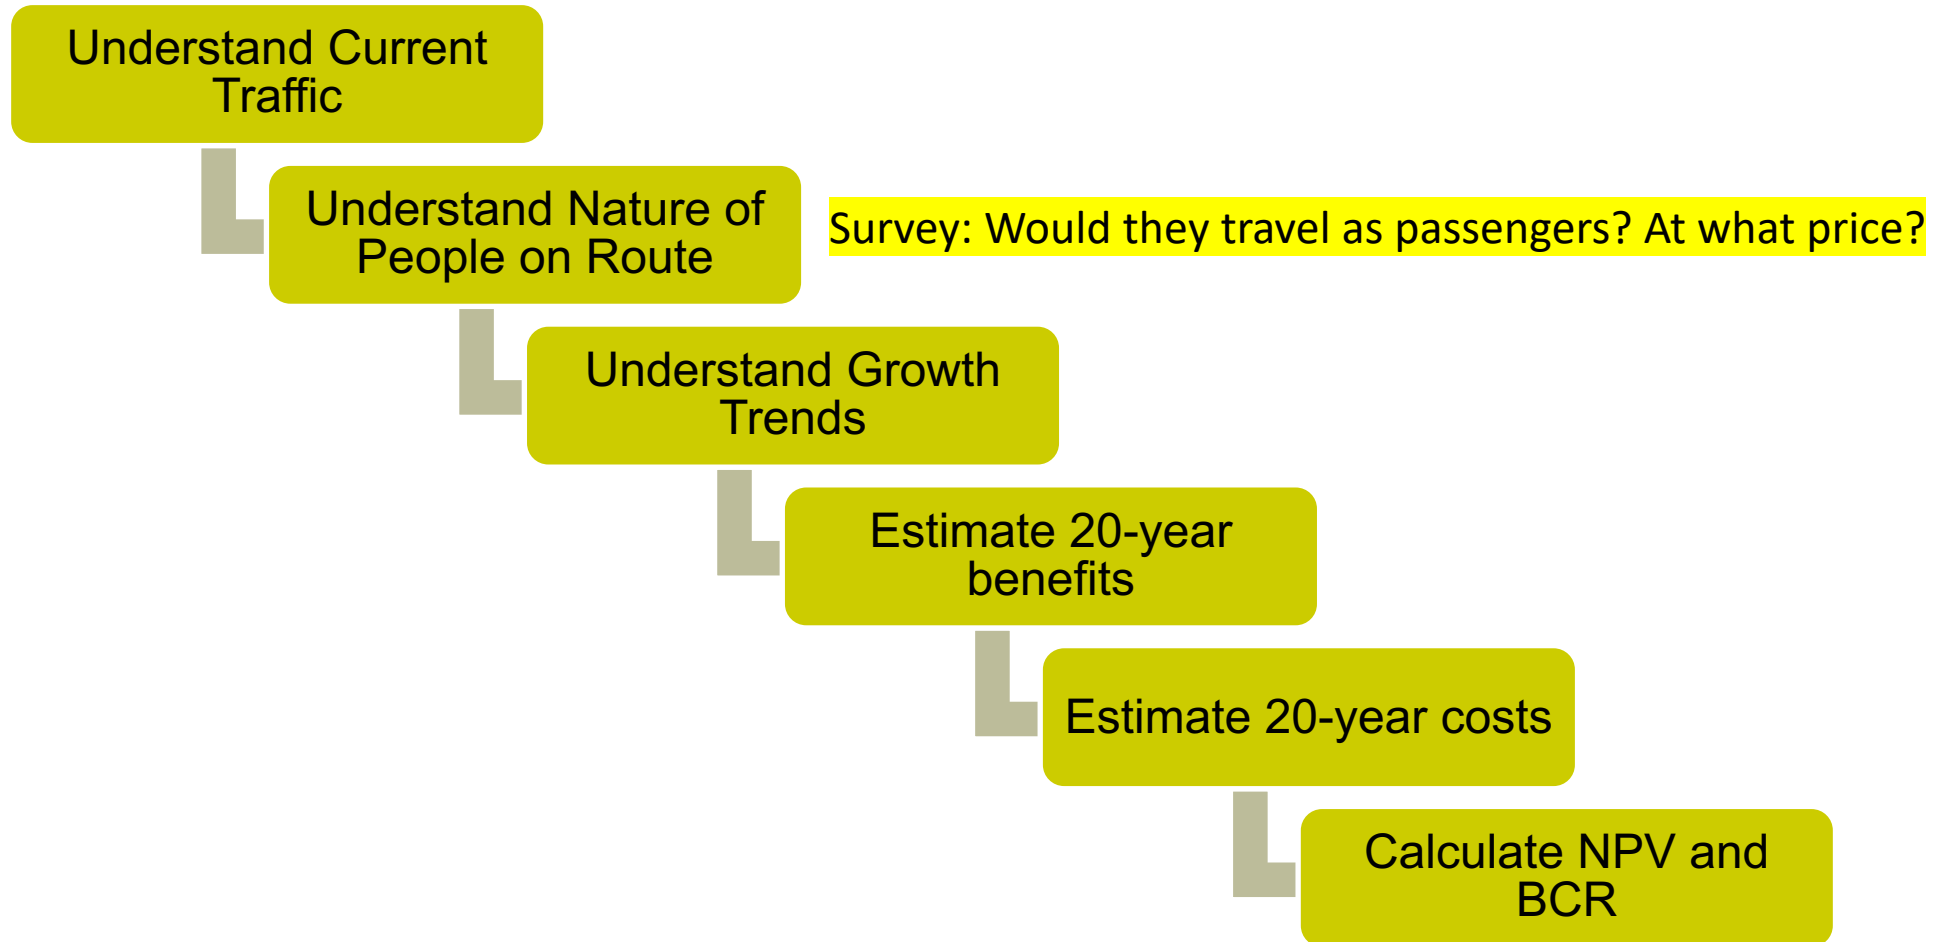 Understand Current
Traffic
Understand Nature of
People on Route
Survey: Would they travel as passengers? At what price?
Understand Growth
Trends
Estimate 20-year
benefits
Estimate 20-year costs
Calculate NPV and
BCR